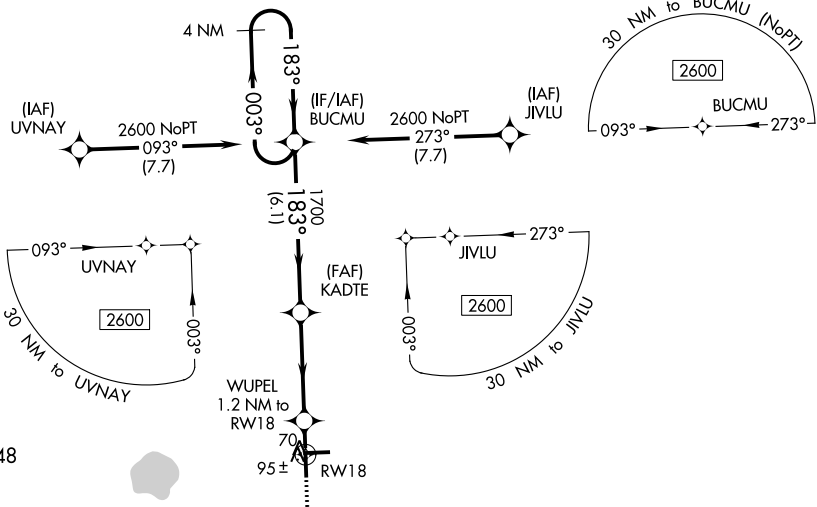 30 NM to BUCMU (NoPT)
2600
BUCMU
093°
273°
4 NM
183°
003°
(IAF)
UVNAY
2600 NoPT
093°
(7.7)
(IF/IAF)
BUCMU
2600 NoPT
273°
(7.7)
(IAF)
JIVLU
1700
183°
(6.1)
093°
UVNAY
2600
003°
30 NM to UVNAY
(FAF)
KADTE
273°
JIVLU
2600
003°
30 NM to JIVLU
WUPEL
1.2 NM to
RW18
70
95±
RW18
48